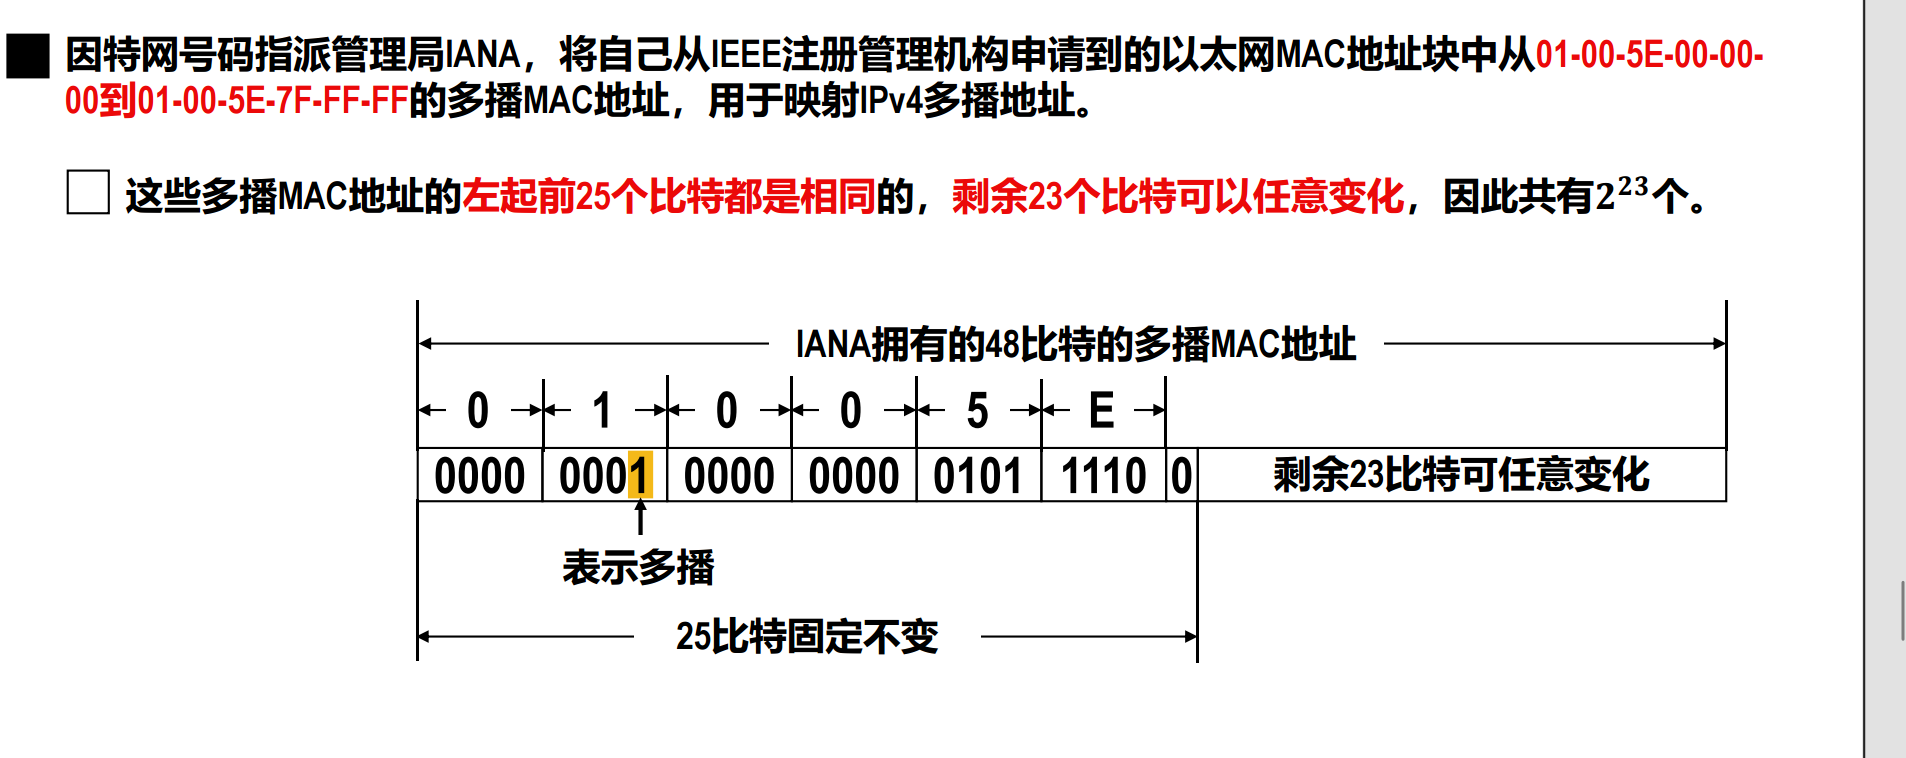 因特网号码指派管理局IANA，将自己从IEEE注册管理机构申请到的以太网MAC地址块中从01-00-5E-00-00-
00到01-00-5E-7F-FF-FF的多播MAC地址，用于映射IPv4多播地址。
这些多播MAC地址的左起前25个比特都是相同的，剩余23个比特可以任意变化，因此共有2²³个。
IANA拥有的48比特的多播MAC地址
0 1 0 0 5 E
0000 0001 0000 0000 0101 1110 0 剩余23比特可任意变化
表示多播
25比特固定不变